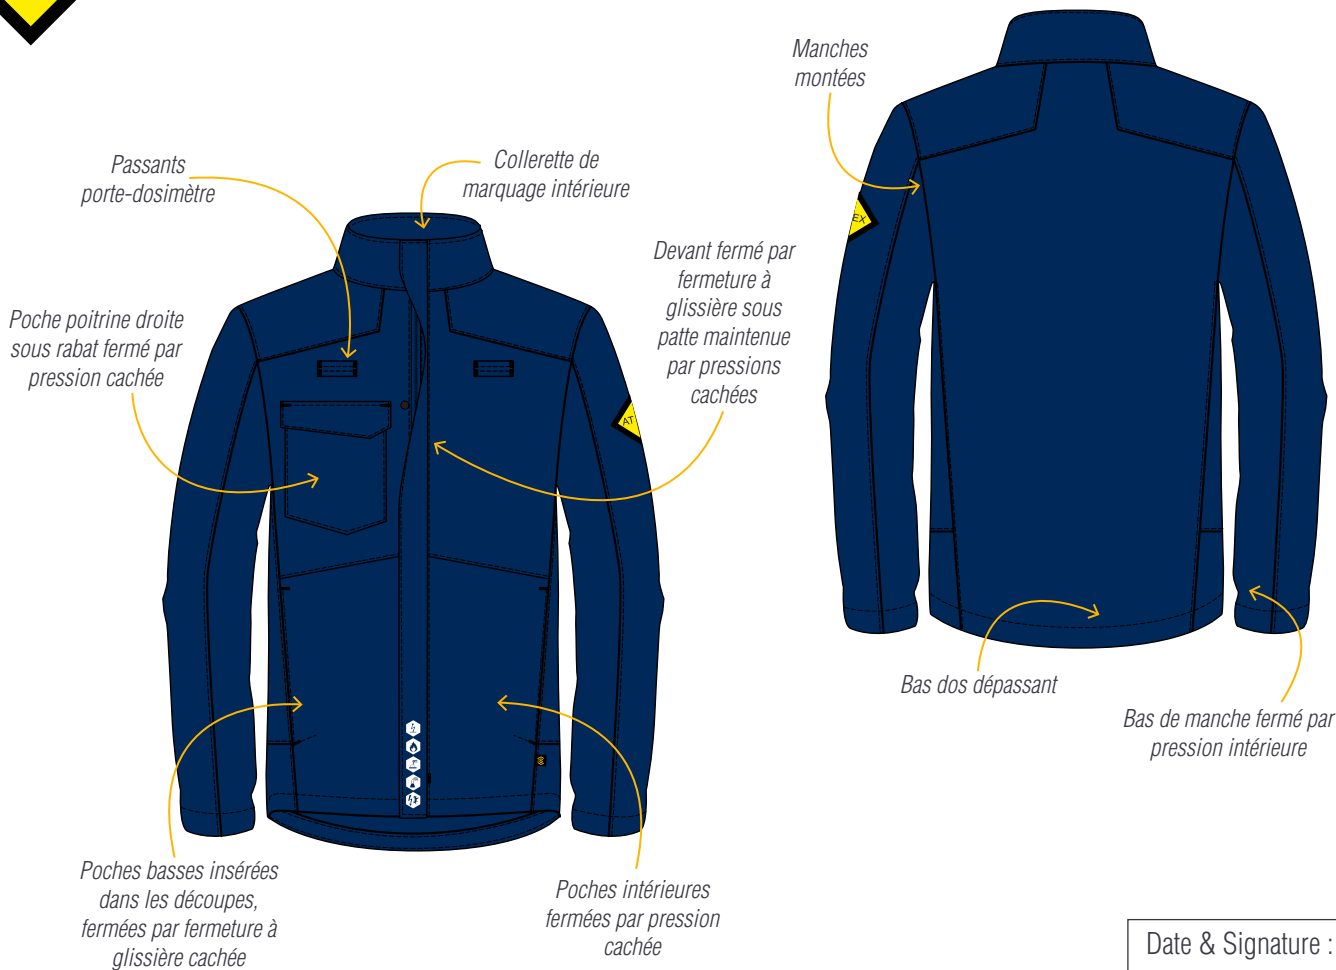 Manches
montées
Passants
porte-dosimètre
Collerette de
marquage intérieure
EX
Devant fermé par
fermeture à
glissière sous
patte maintenue
par pressions
cachées
Poche poitrine droite
sous rabat fermé par
pression cachée
AT
Bas dos dépassant
Bas de manche fermé par
pression intérieure
Poches basses insérées
dans les découpes,
fermées par fermeture à
glissière cachée
Poches intérieures
fermées par pression
cachée
Date & Signature :